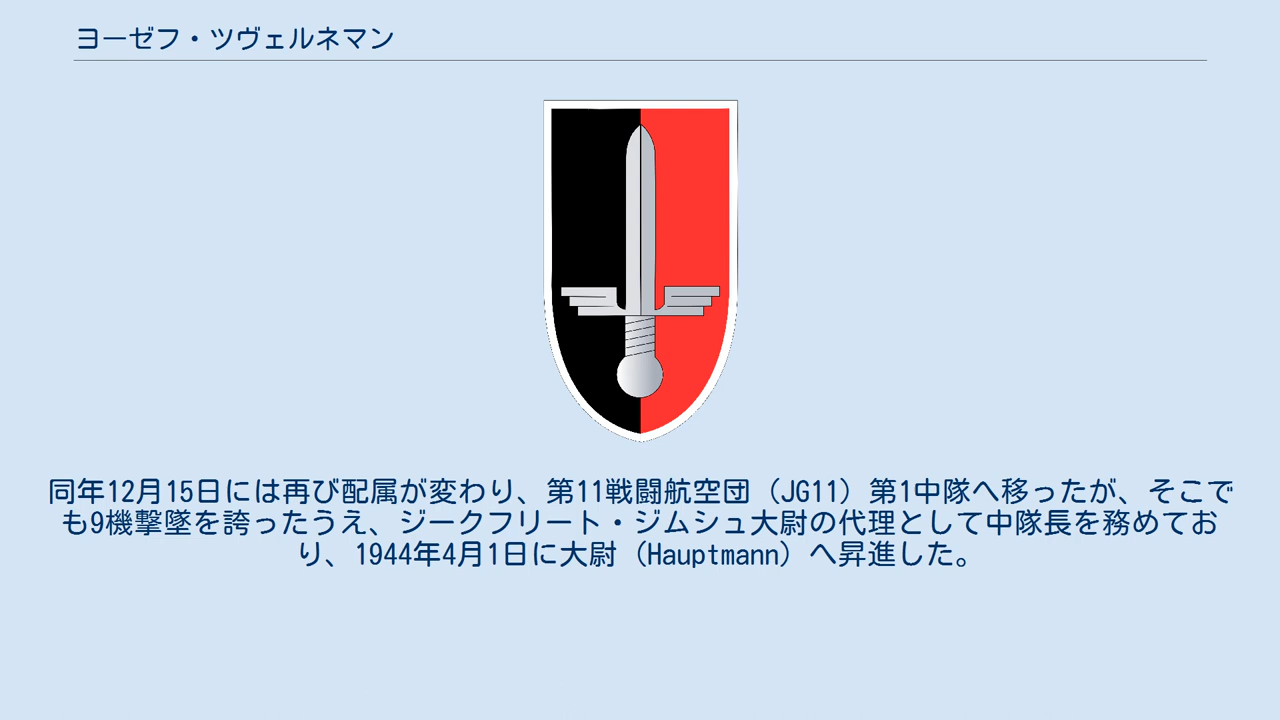 ヨーゼフ・ツヴェルネマン
同年12月15日には再び配属が変わり、第11戦闘航空団（JG11）第1中隊へ移ったが、そこで
も9機撃墜を誇ったうえ、ジークフリート・ジムシュ大尉の代理として中隊長を務めてお
り、1944年4月1日に大尉（Hauptmann）へ昇進した。